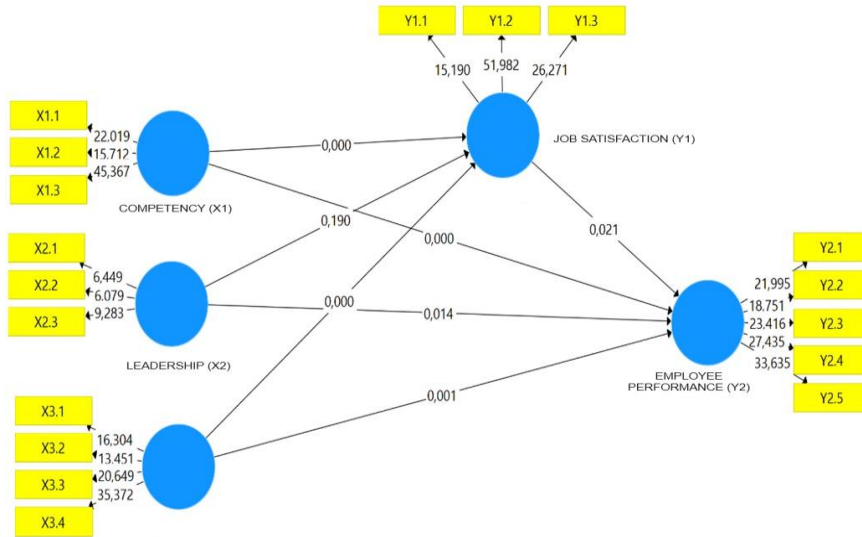 Y1.1
Y1.2
Y1.3
15,190
51,982
26,271
JOB SATISFACTION (Y1)
X1.1
X1.2
X1.3
22.019
15.712
45,367
COMPETENCY (X1)
0,000
0,190
0,000
0,000
0,021
X2.1
X2.2
X2.3
6,449
6.079
9,283
LEADERSHIP (X2)
0,014
0,001
Y2.1
Y2.2
Y2.3
Y2.4
Y2.5
21,995
18.751
23.416
27,435
33,635
EMPLOYEE
PERFORMANCE (Y2)
X3.1
X3.2
X3.3
X3.4
16,304
13.451
20,649
35,372